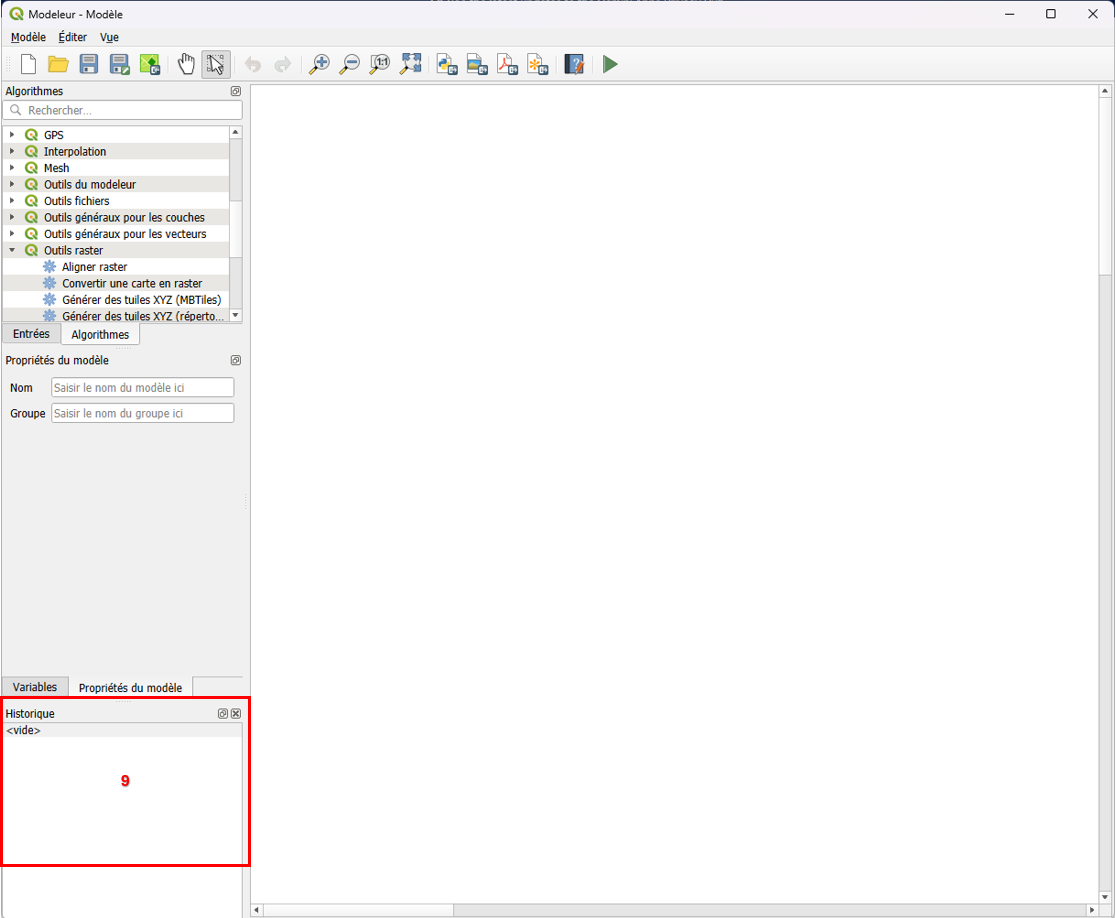 Modeleur - Modèle
Modèle Éditer Vue
1:1
Algorithmes
Rechercher...
GPS
Interpolation
Mesh
Outils du modeleur
Outils fichiers
Outils généraux pour les couches
Outils généraux pour les vecteurs
Outils raster
Aligner raster
Convertir une carte en raster
Générer des tuiles XYZ (MBTiles)
Générer des tuiles XYZ (réperto...
Entrées Algorithmes
Propriétés du modèle
Nom Saisir le nom du modèle ici
Groupe Saisir le nom du groupe ici
Variables Propriétés du modèle
Historique
<vide>
9